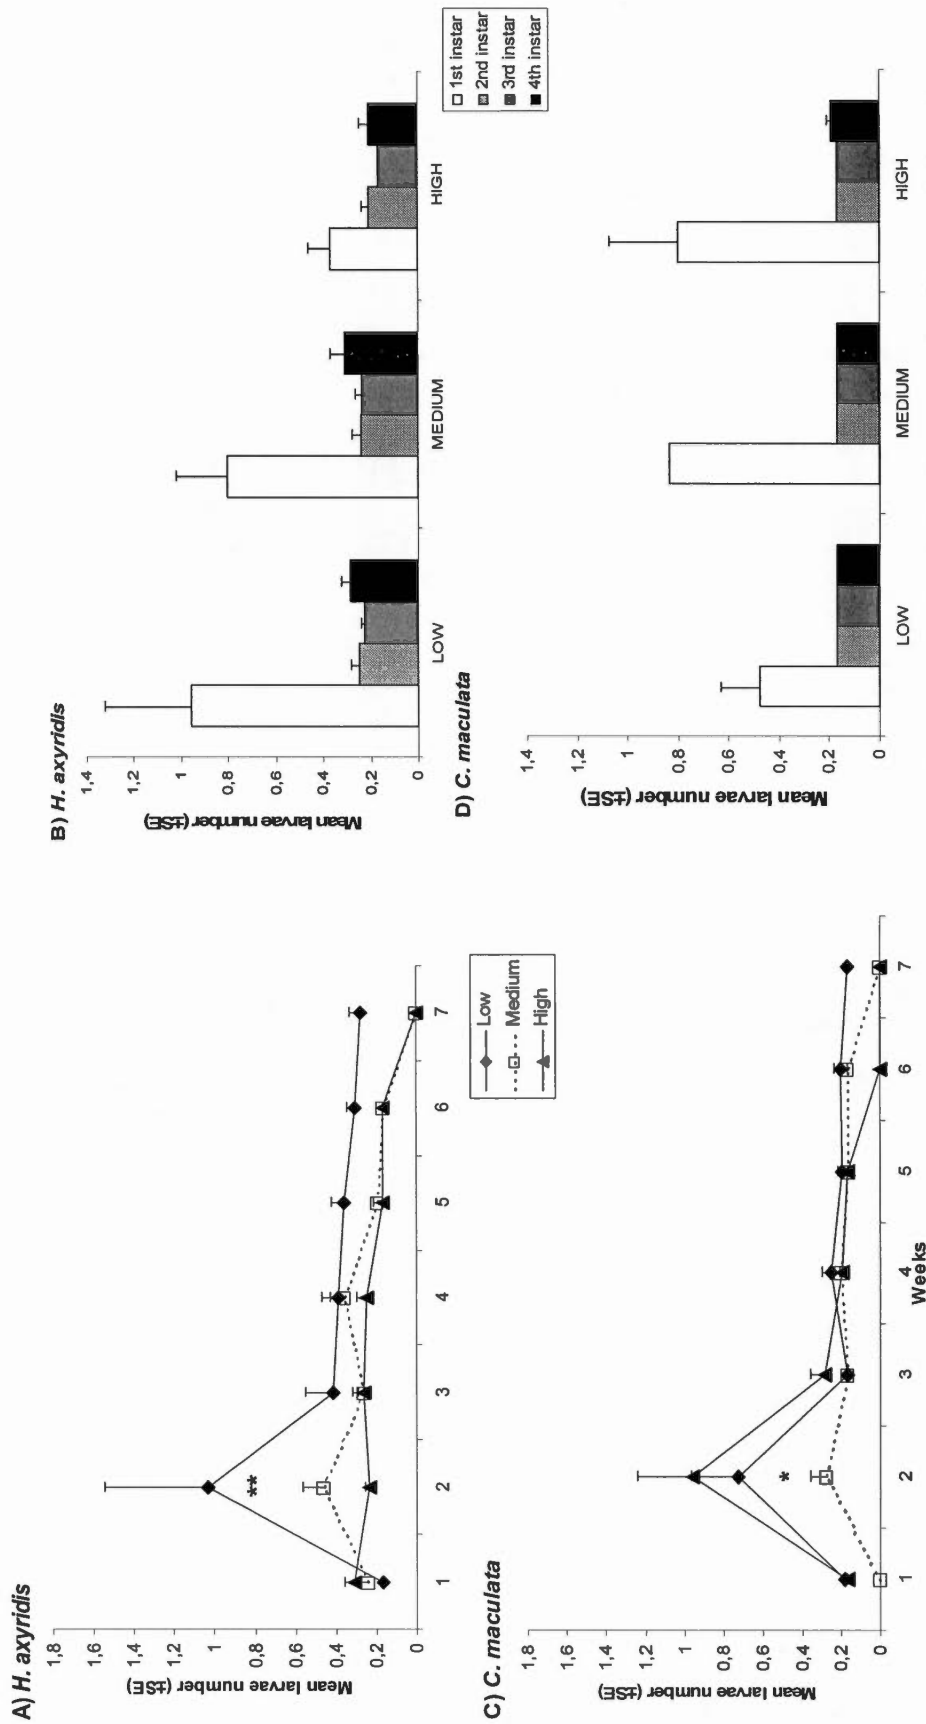 A) H. axyridis
Mean larvae number (±SE)
1,8
1,6
1,4
1,2
1
0,8
0,6
0,4
0,2
0
**
1 2 3 4 5 6 7
B) H. axyridis
Mean larvae number (±SE)
1,4
1,2
1
0,8
0,6
0,4
0,2
0
LOW MEDIUM HIGH
Low
Medium
High
1st instar
2nd instar
3rd instar
4th instar
C) C. maculata
Mean larvae number (±SE)
1,8
1,6
1,4
1,2
1
0,8
0,6
0,4
0,2
0
*
1 2 3 4 5 6 7
Weeks
D) C. maculata
Mean larvae number (±SE)
1,4
1,2
1
0,8
0,6
0,4
0,2
0
LOW MEDIUM HIGH